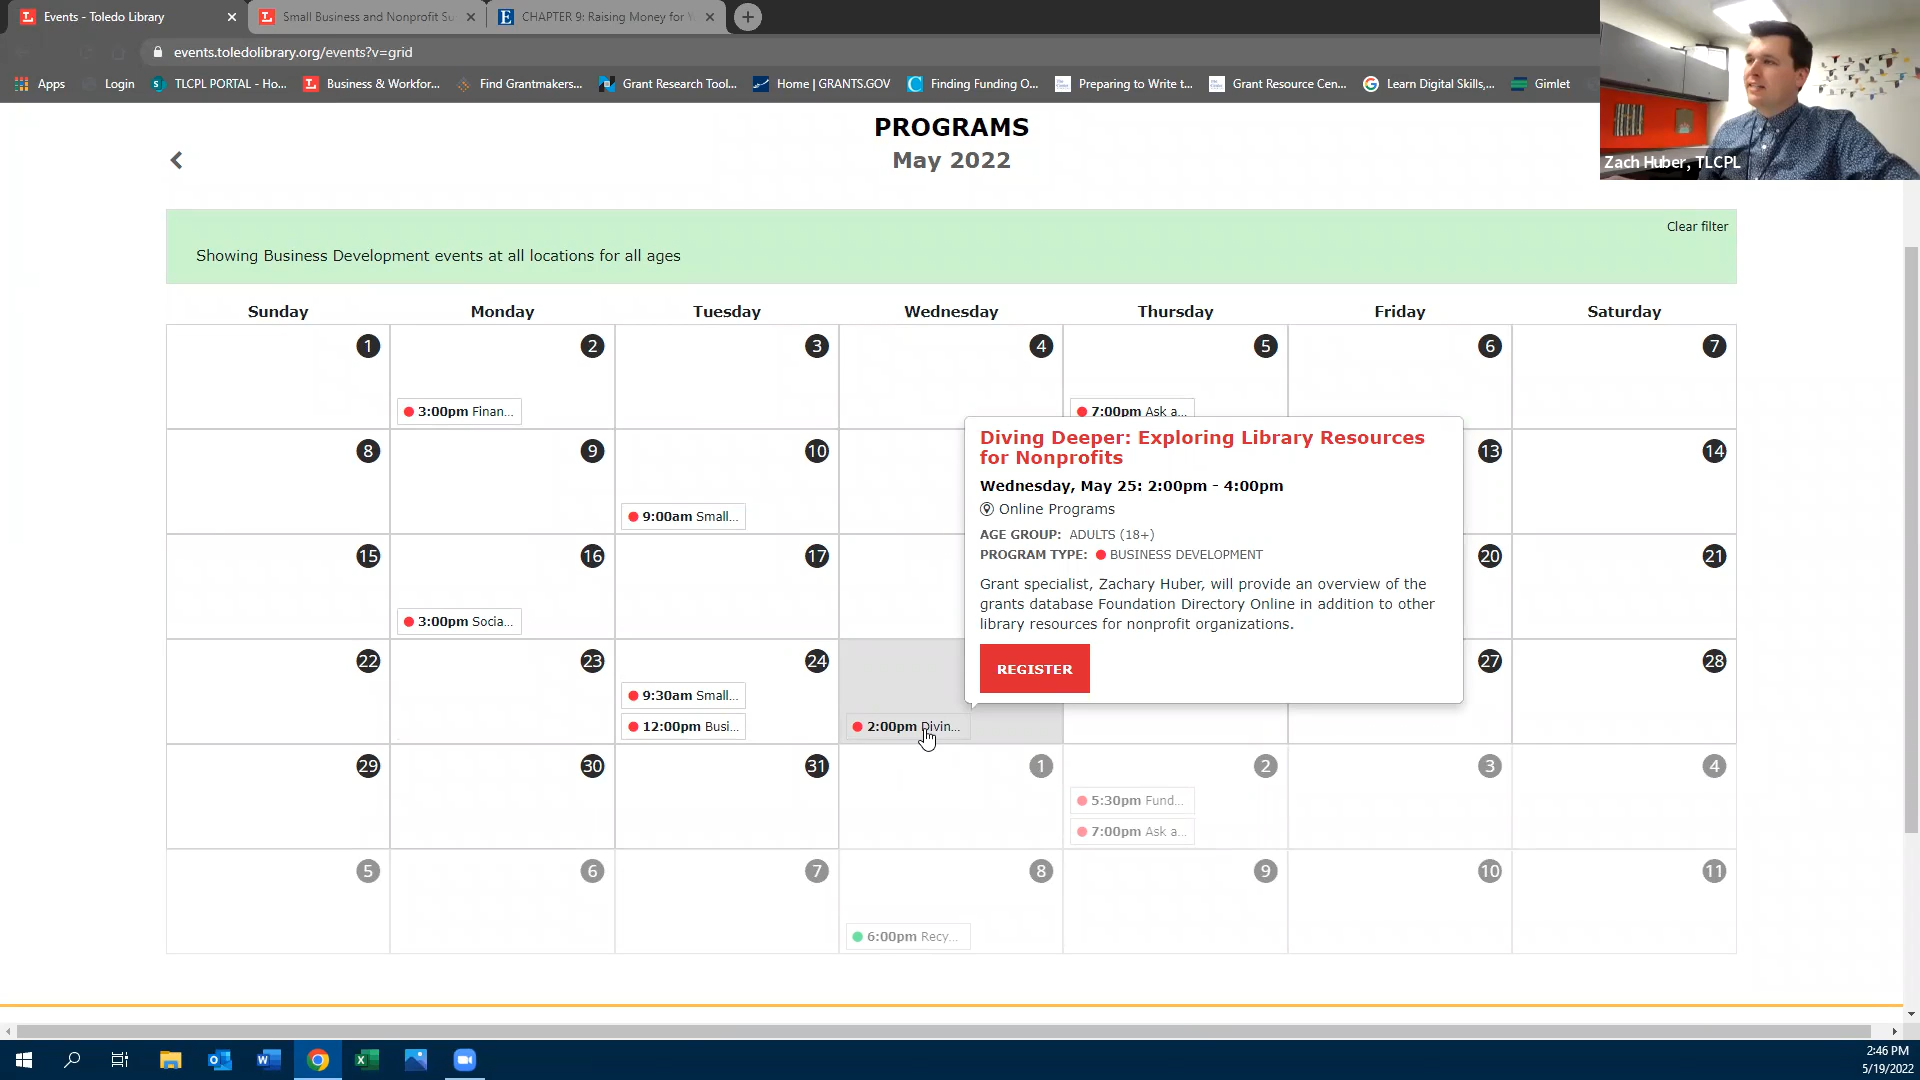 Events - Toledo Library
Small Business and Nonprofit Su
CHAPTER 9: Raising Money for Y
events.toledolibrary.org/events?v=grid
Apps
Login
TLCPL PORTAL - Ho...
Business & Workfor...
Find Grantmakers...
Grant Research Tool...
Home | GRANTS.GOV
Finding Funding O...
Preparing to Write t...
Grant Resource Cen...
Learn Digital Skills,...
Gimlet
Zach Huber, TLCPL
PROGRAMS
May 2022
Clear filter
Showing Business Development events at all locations for all ages
Sunday Monday Tuesday Wednesday Thursday Friday Saturday
1 2 3 4 5 6 7
3:00pm Finan...
7:00pm Ask a...
8 9 10 13 14
9:00am Small...
15 16 17 20 21
3:00pm Socia...
22 23 24 27 28
9:30am Small...
12:00pm Busi...
2:00pm Divin...
Diving Deeper: Exploring Library Resources
for Nonprofits
Wednesday, May 25: 2:00pm - 4:00pm
Online Programs
AGE GROUP: ADULTS (18+)
PROGRAM TYPE: BUSINESS DEVELOPMENT
Grant specialist, Zachary Huber, will provide an overview of the
grants database Foundation Directory Online in addition to other
library resources for nonprofit organizations.
REGISTER
29 30 31 1 2 3 4
5:30pm Fund...
7:00pm Ask a...
5 6 7 8 9 10 11
6:00pm Recy...
2:46 PM
5/19/2022